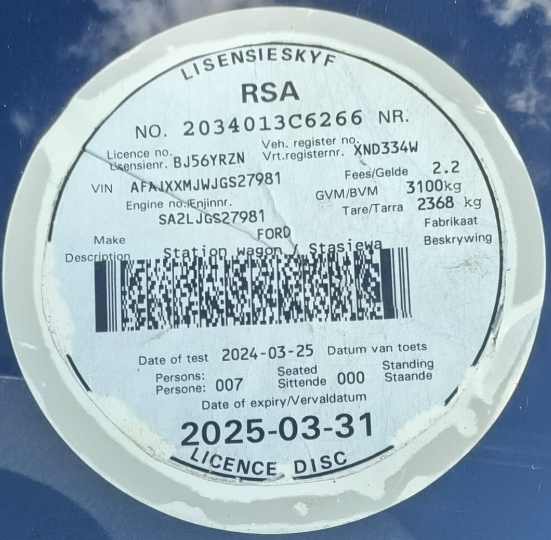 LISENSIESKYF
RSA
NO. 2034013C6266 NR.
Licence no. Lisensienr. BJ56YRZN Veh. register no. Vrt.registernr. XND334W
VIN AFAJXXMJWJGS27981 Fees/Gelde 2.2
Engine no./Enjinnr. GVM/BVM 3100kg
SA2LJGS27981 Tare/Tarra 2368 kg
Make FORD Fabrikaat
Description Station wagon / Stasiewa Beskrywing
Date of test 2024-03-25 Datum van toets
Persons: Persone: 007 Seated Sittende 000 Standing Staande
Date of expiry/Vervaldatum
2025-03-31
LICENCE DISC